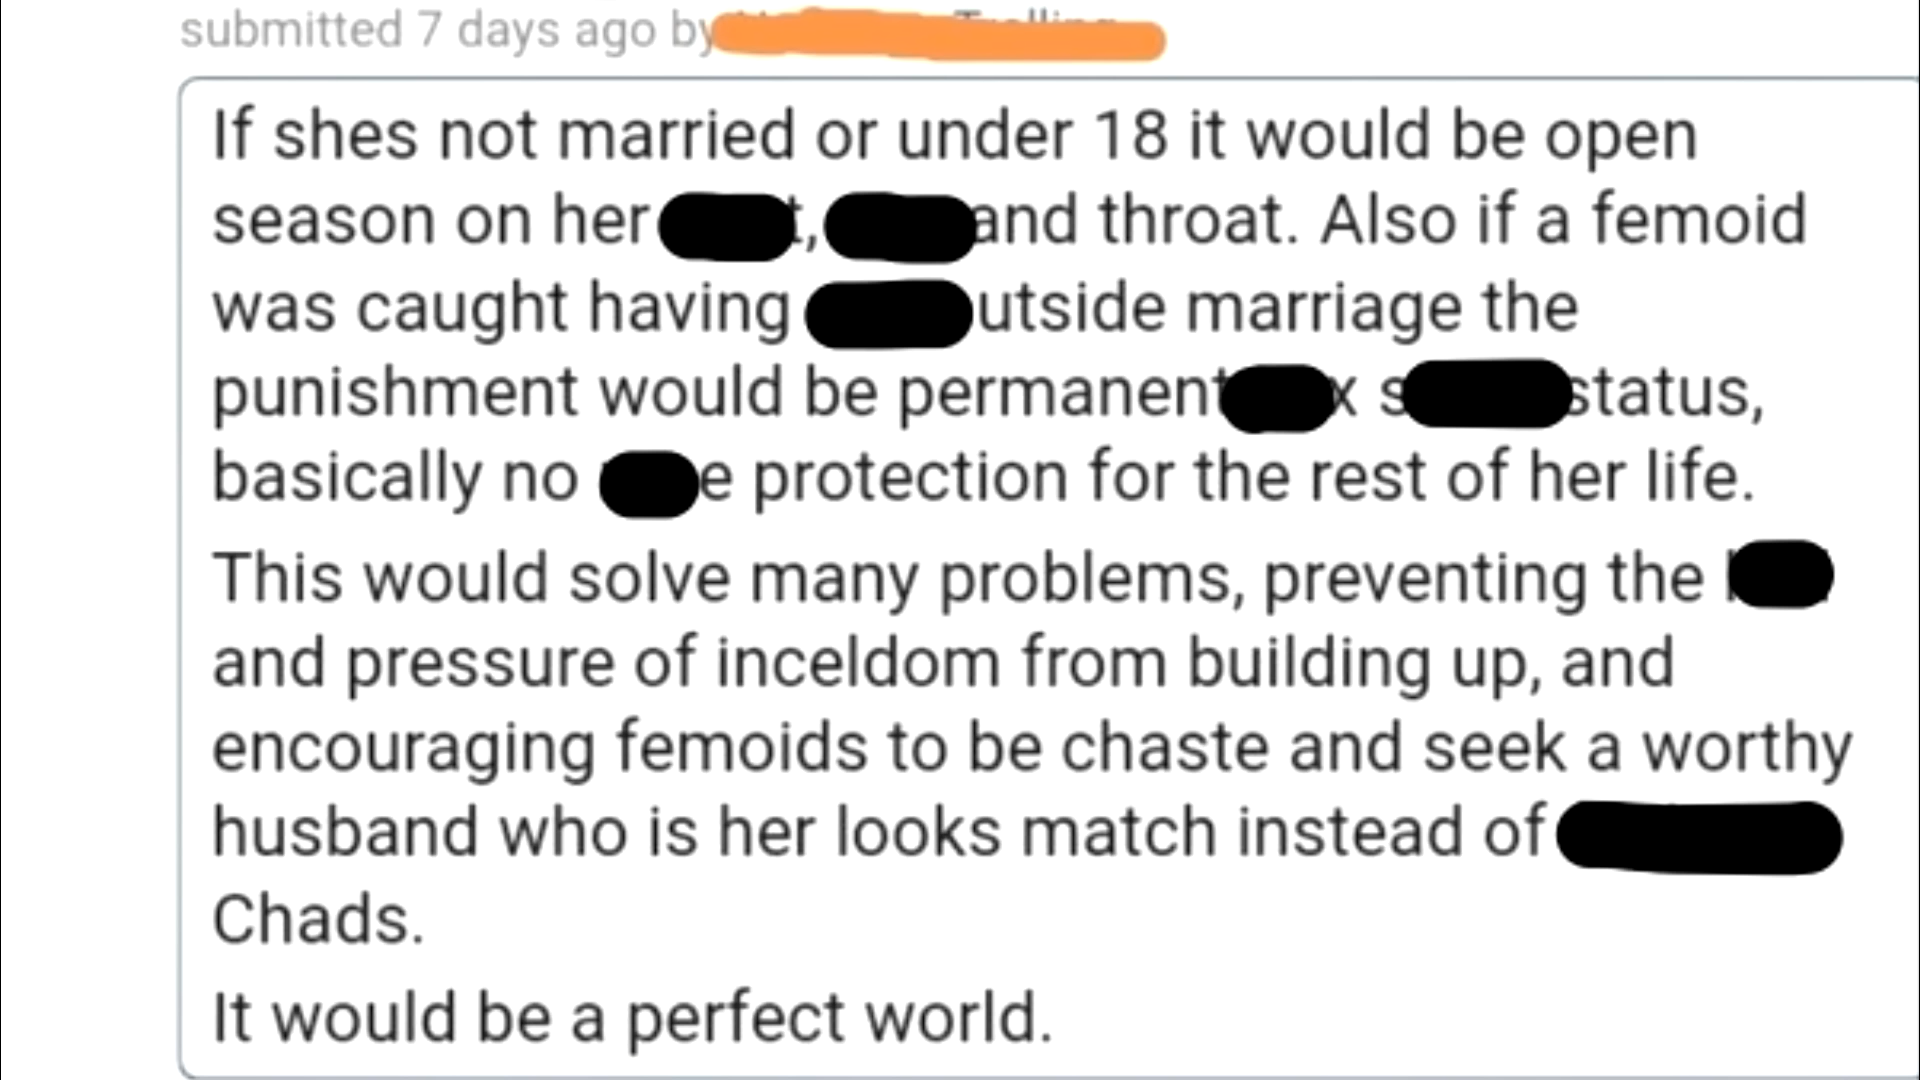 submitted 7 days ago by
If shes not married or under 18 it would be open
season on her t, and throat. Also if a femoid
was caught having utside marriage the
punishment would be permanent x s status,
basically no e protection for the rest of her life.
This would solve many problems, preventing the
and pressure of inceldom from building up, and
encouraging femoids to be chaste and seek a worthy
husband who is her looks match instead of
Chads.
It would be a perfect world.